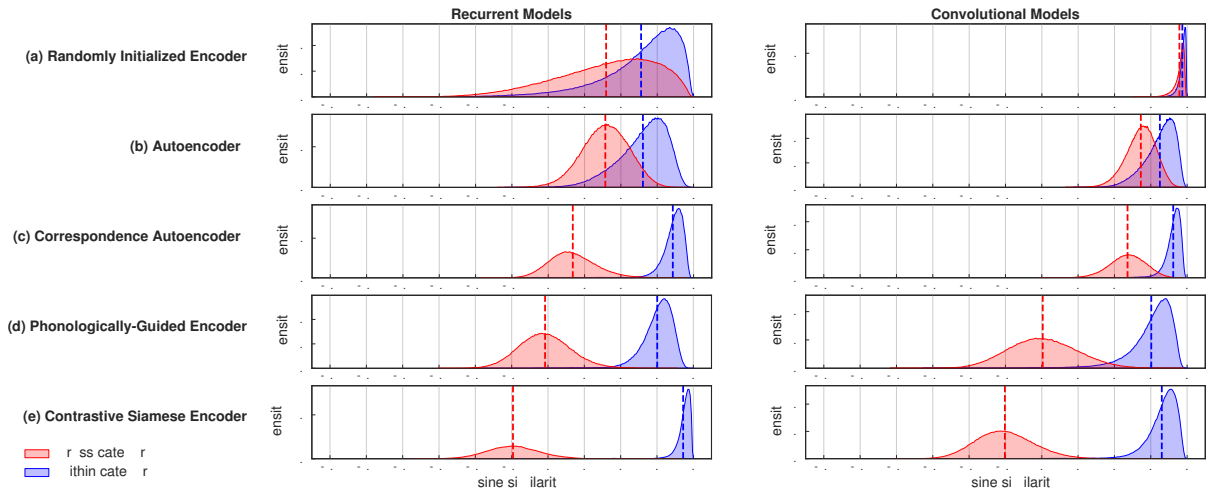 Recurrent Models
Convolutional Models
(a) Randomly Initialized Encoder
ensit
ensit
(b) Autoencoder
ensit
ensit
(c) Correspondence Autoencoder
ensit
ensit
(d) Phonologically-Guided Encoder
ensit
ensit
(e) Contrastive Siamese Encoder
ensit
ensit
r ss cate r
ithin cate r
sine si ilarit
sine si ilarit